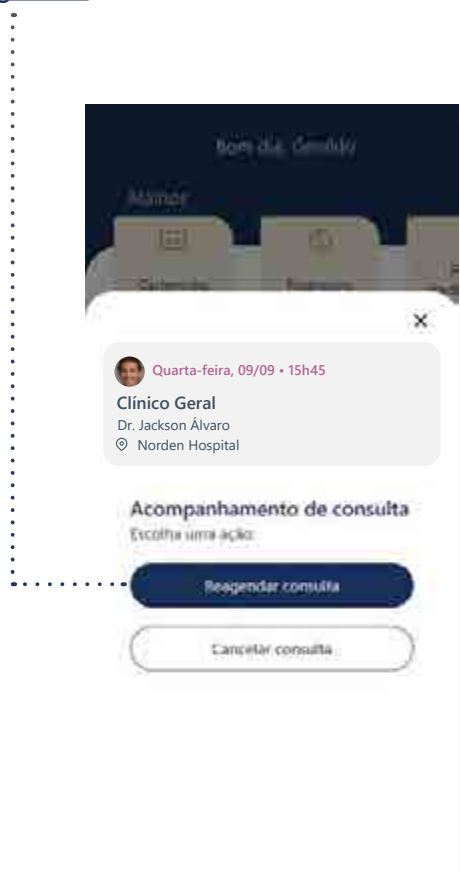 Bom dia, Geraldo
Quarta-feira, 09/09 • 15h45
Clínico Geral
Dr. Jackson Álvaro
Norden Hospital
Acompanhamento de consulta
Escolha uma ação:
Reagendar consulta
Cancelar consulta